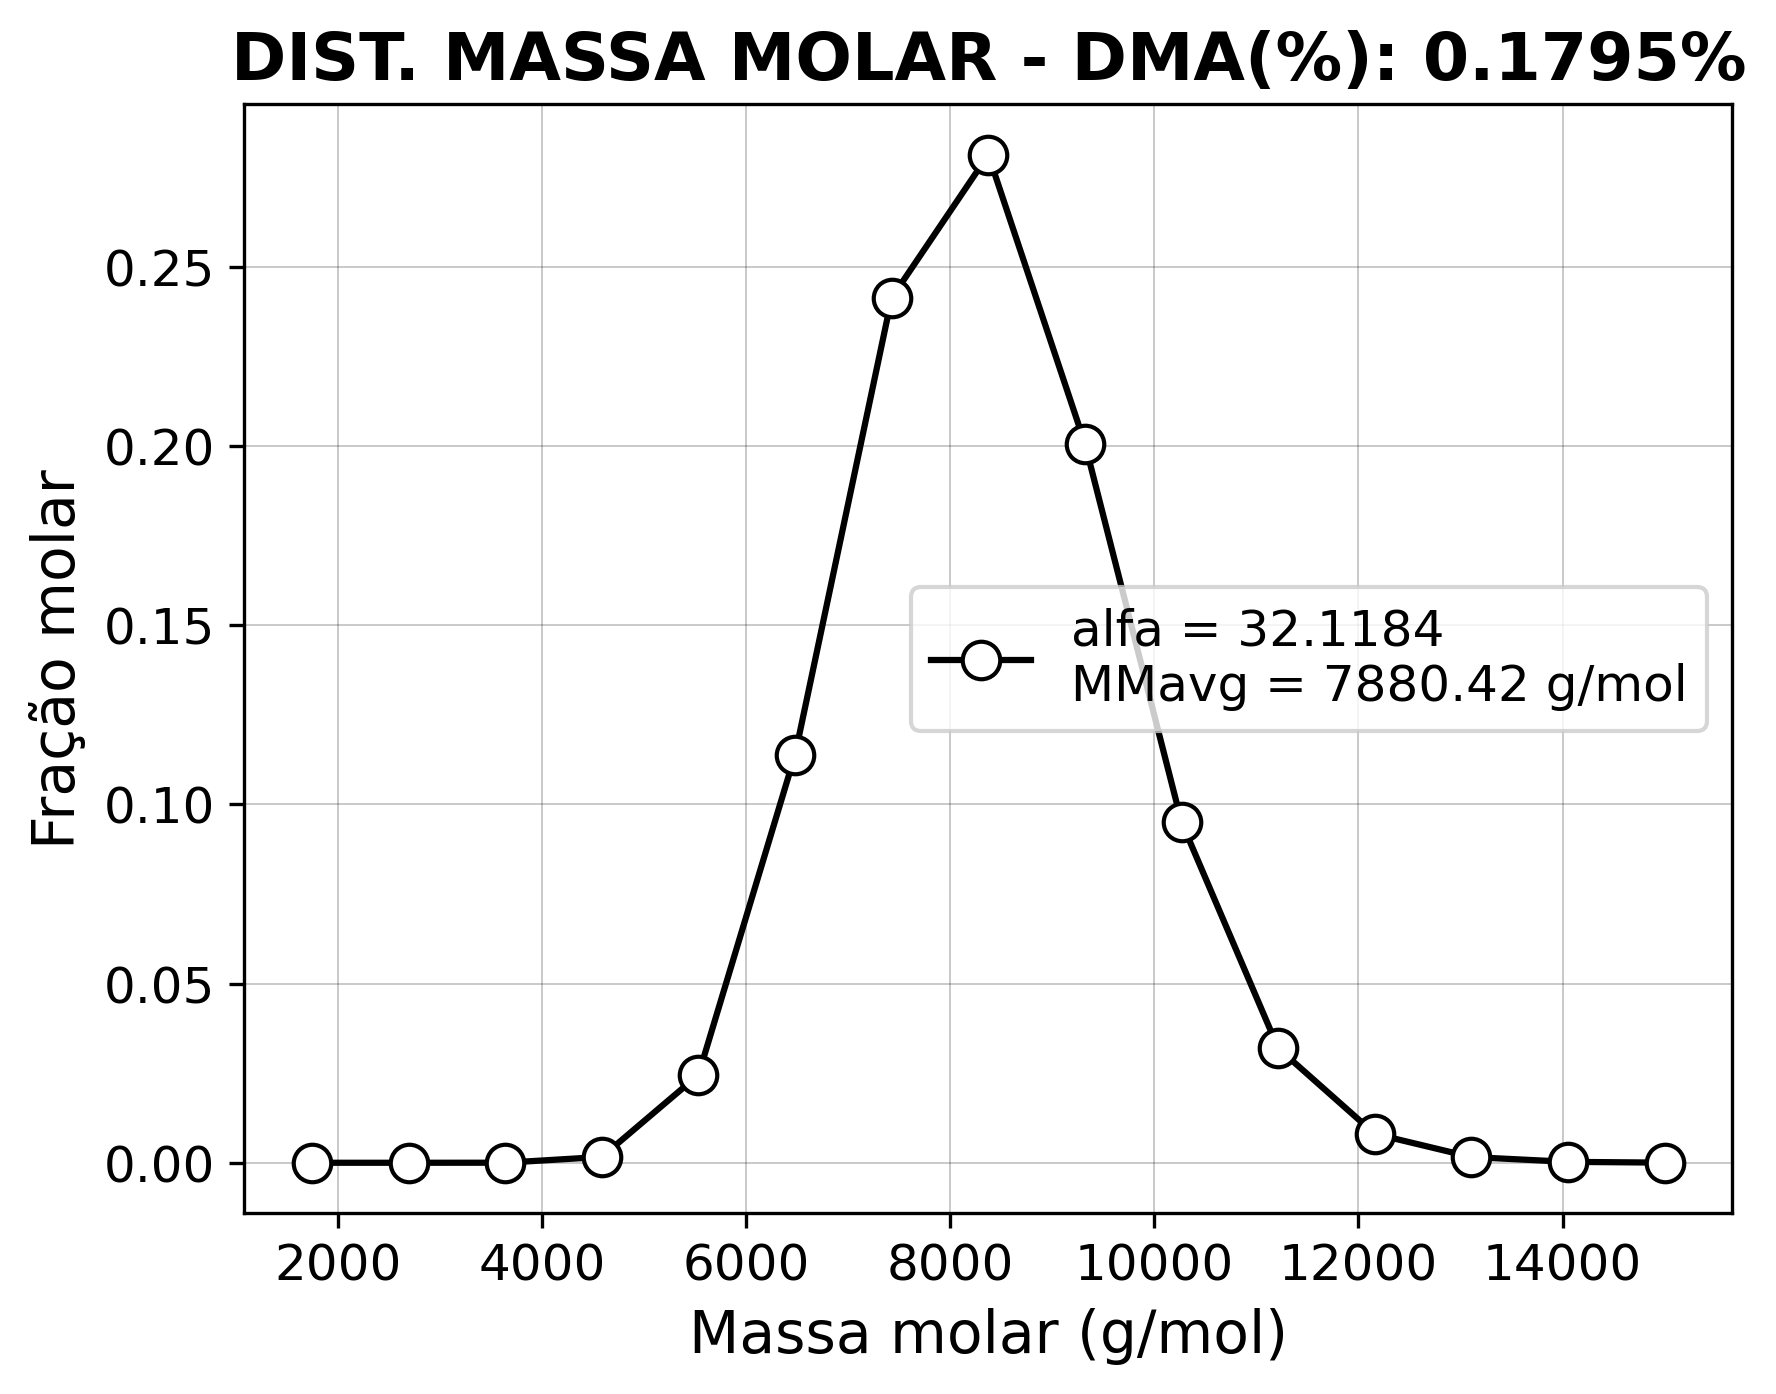 DIST. MASSA MOLAR - DMA(%): 0.1795%
Fração molar
0.25
0.20
0.15
0.10
0.05
0.00
alfa = 32.1184
MMavg = 7880.42 g/mol
2000 4000 6000 8000 10000 12000 14000
Massa molar (g/mol)